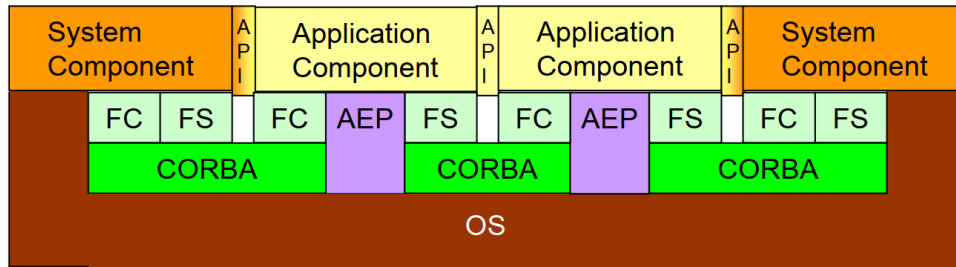 System
Component
A
P
I
Application
Component
A
P
I
Application
Component
A
P
I
System
Component
FC FS FC AEP FS FC AEP FS FC FS
CORBA CORBA CORBA
OS